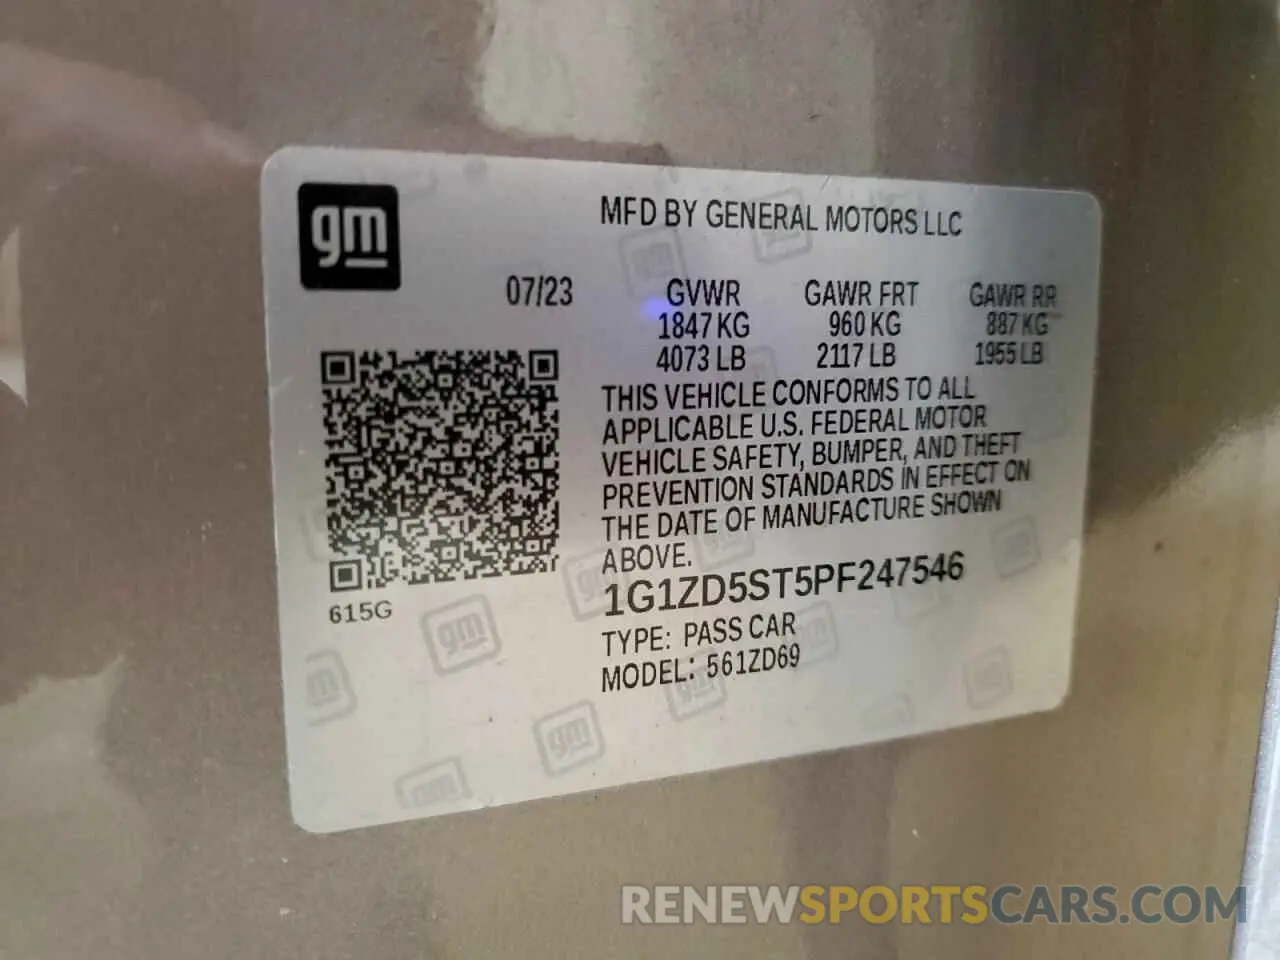 gm
MFD BY GENERAL MOTORS LLC
07/23 GVWR GAWR FRT GAWR RR
1847 KG 960 KG 887 KG
4073 LB 2117 LB 1955 LB
THIS VEHICLE CONFORMS TO ALL
APPLICABLE U.S. FEDERAL MOTOR
VEHICLE SAFETY, BUMPER, AND THEFT
PREVENTION STANDARDS IN EFFECT ON
THE DATE OF MANUFACTURE SHOWN
ABOVE.
1G1ZD5ST5PF247546
615G
TYPE: PASS CAR
MODEL: 561ZD69
RENEWSPORTSCARS.COM